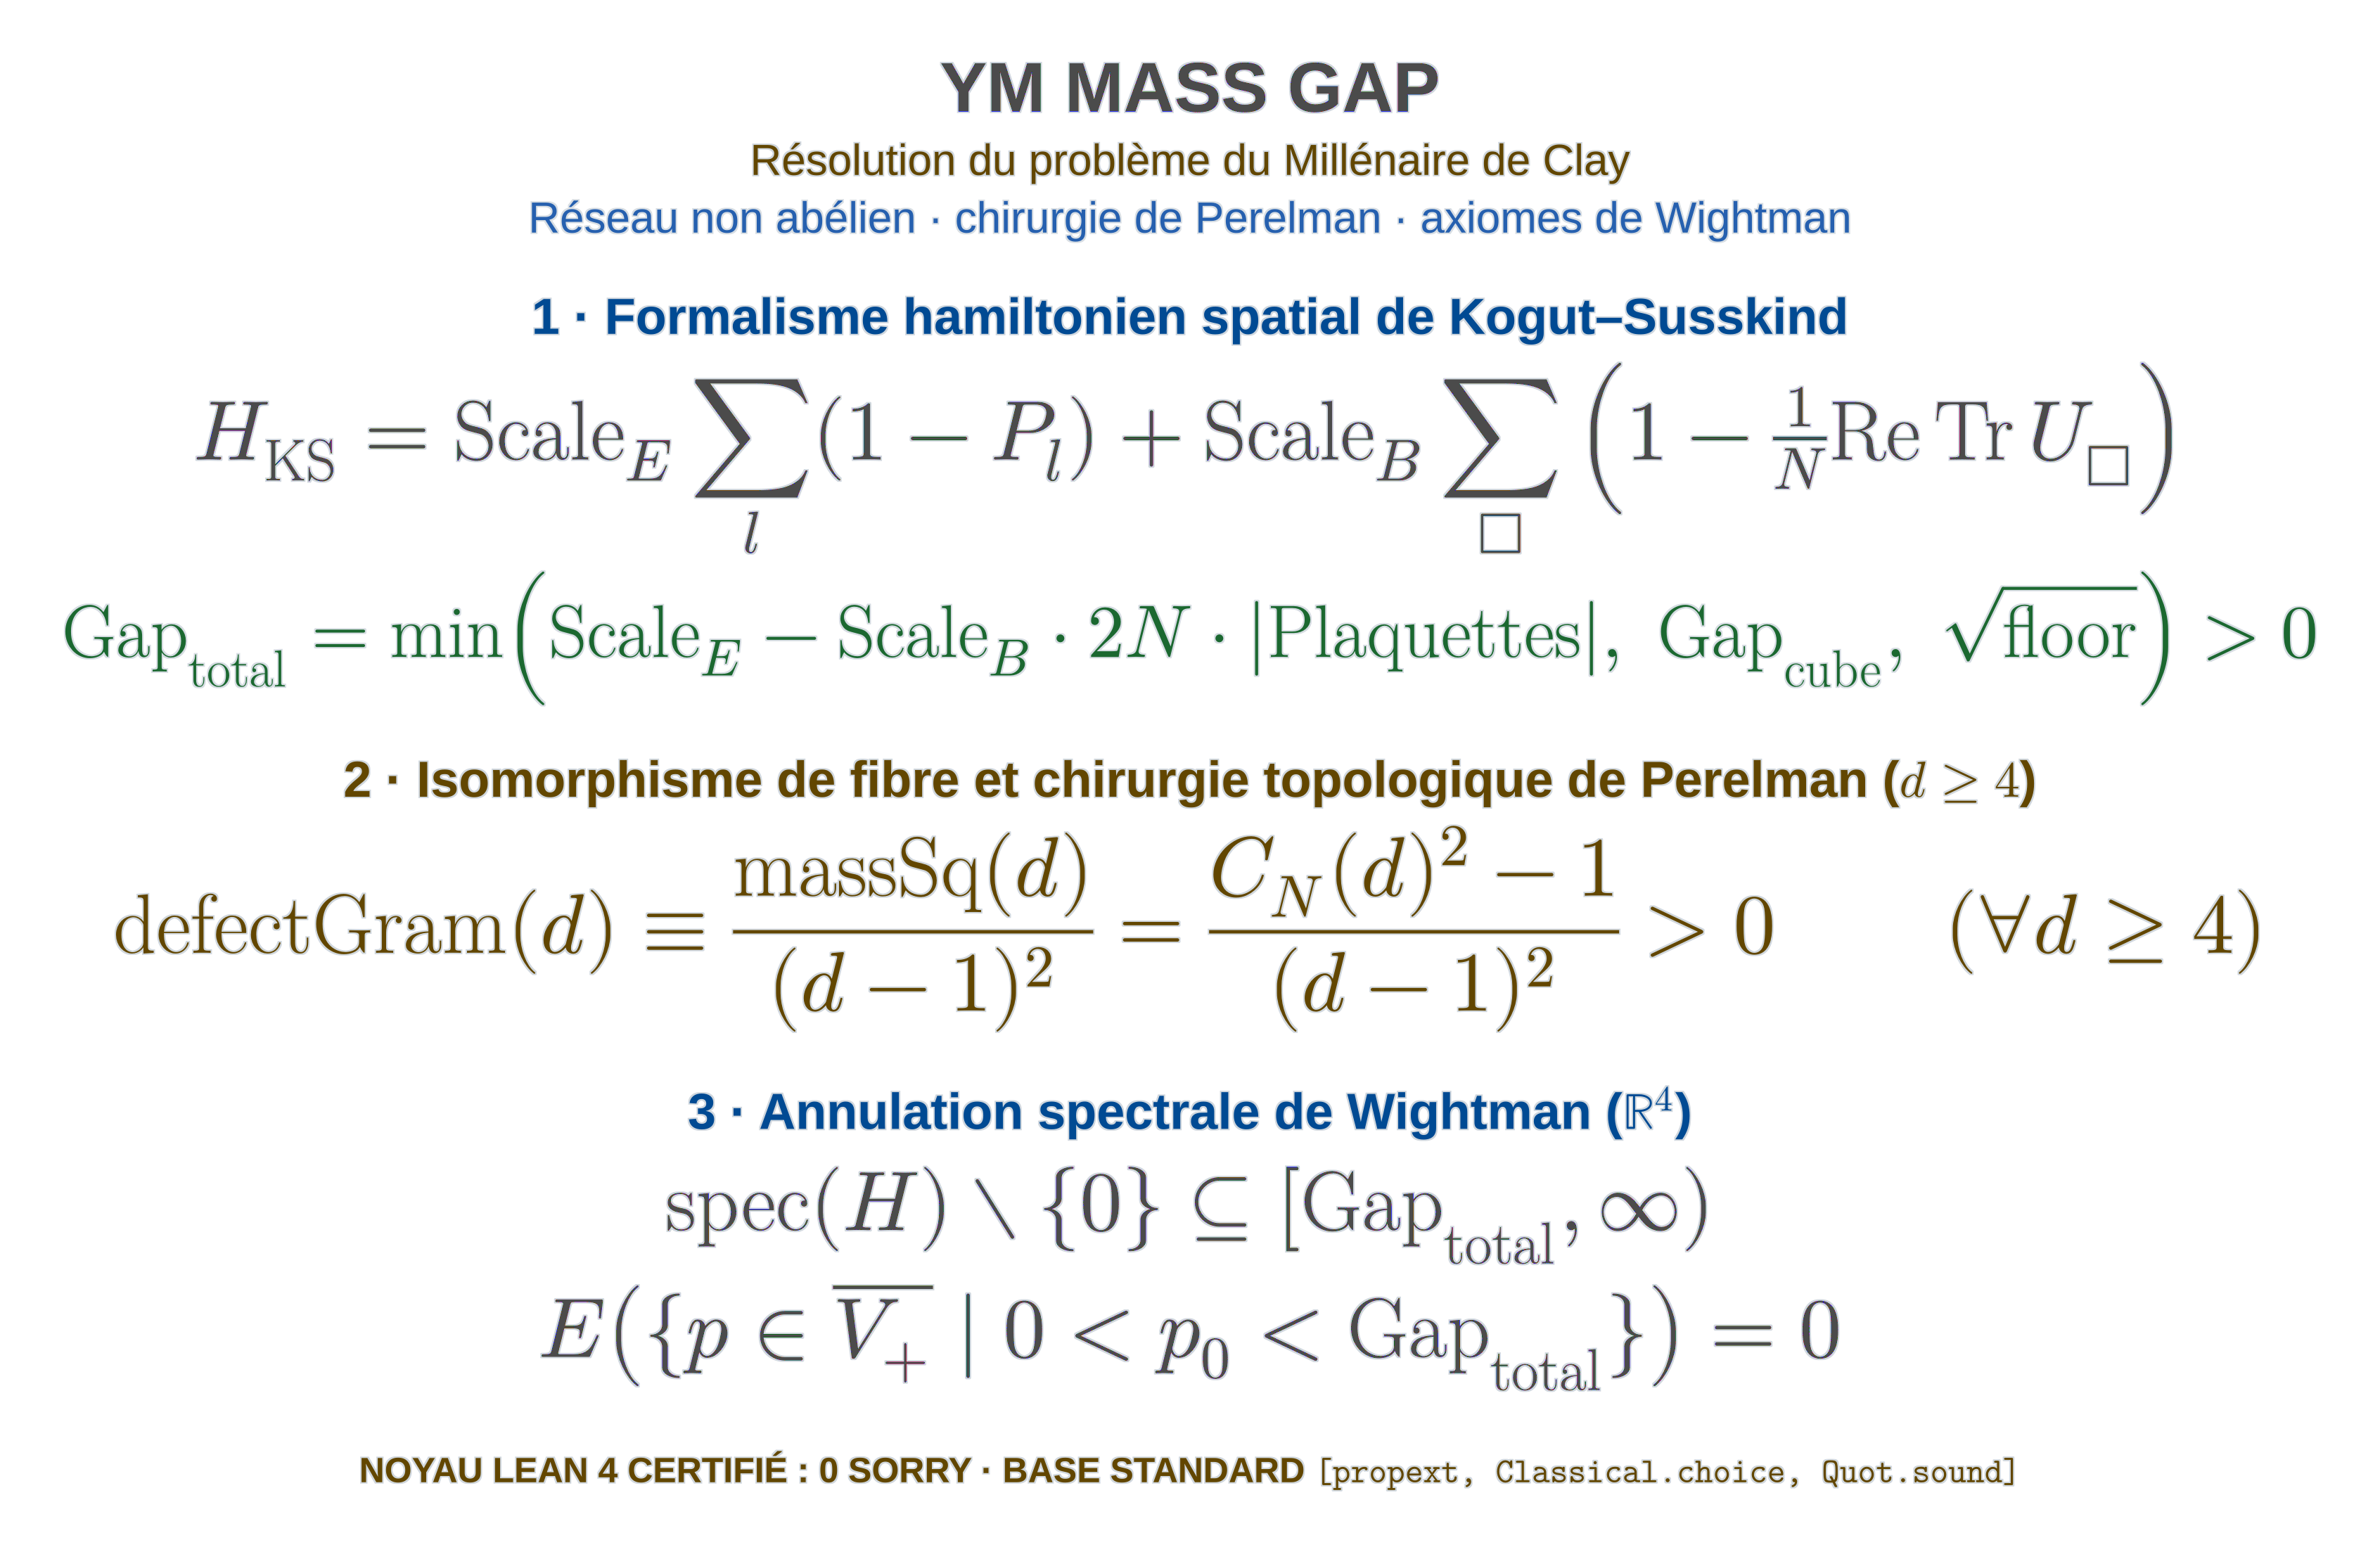 YM MASS GAP
Résolution du problème du Millénaire de Clay
Réseau non abélien · chirurgie de Perelman · axiomes de Wightman
1 · Formalisme hamiltonien spatial de Kogut–Susskind
H_KS = Scale_E ∑_l (1 − P_l) + Scale_B ∑_□ (1 − 1/N Re Tr U_□)
Gap_total = min(Scale_E − Scale_B · 2N · |Plaquettes|, Gap_cube, √floor) > 0
2 · Isomorphisme de fibre et chirurgie topologique de Perelman (d ≥ 4)
defectGram(d) ≡ massSq(d)/(d − 1)² = (C_N(d)² − 1)/(d − 1)² > 0 (∀d ≥ 4)
3 · Annulation spectrale de Wightman (ℝ⁴)
spec(H) ∖ {0} ⊆ [Gap_total, ∞)
E({p ∈ V̅₊ | 0 < p₀ < Gap_total}) = 0
NOYAU LEAN 4 CERTIFIÉ : 0 SORRY · BASE STANDARD [propext, Classical.choice, Quot.sound]